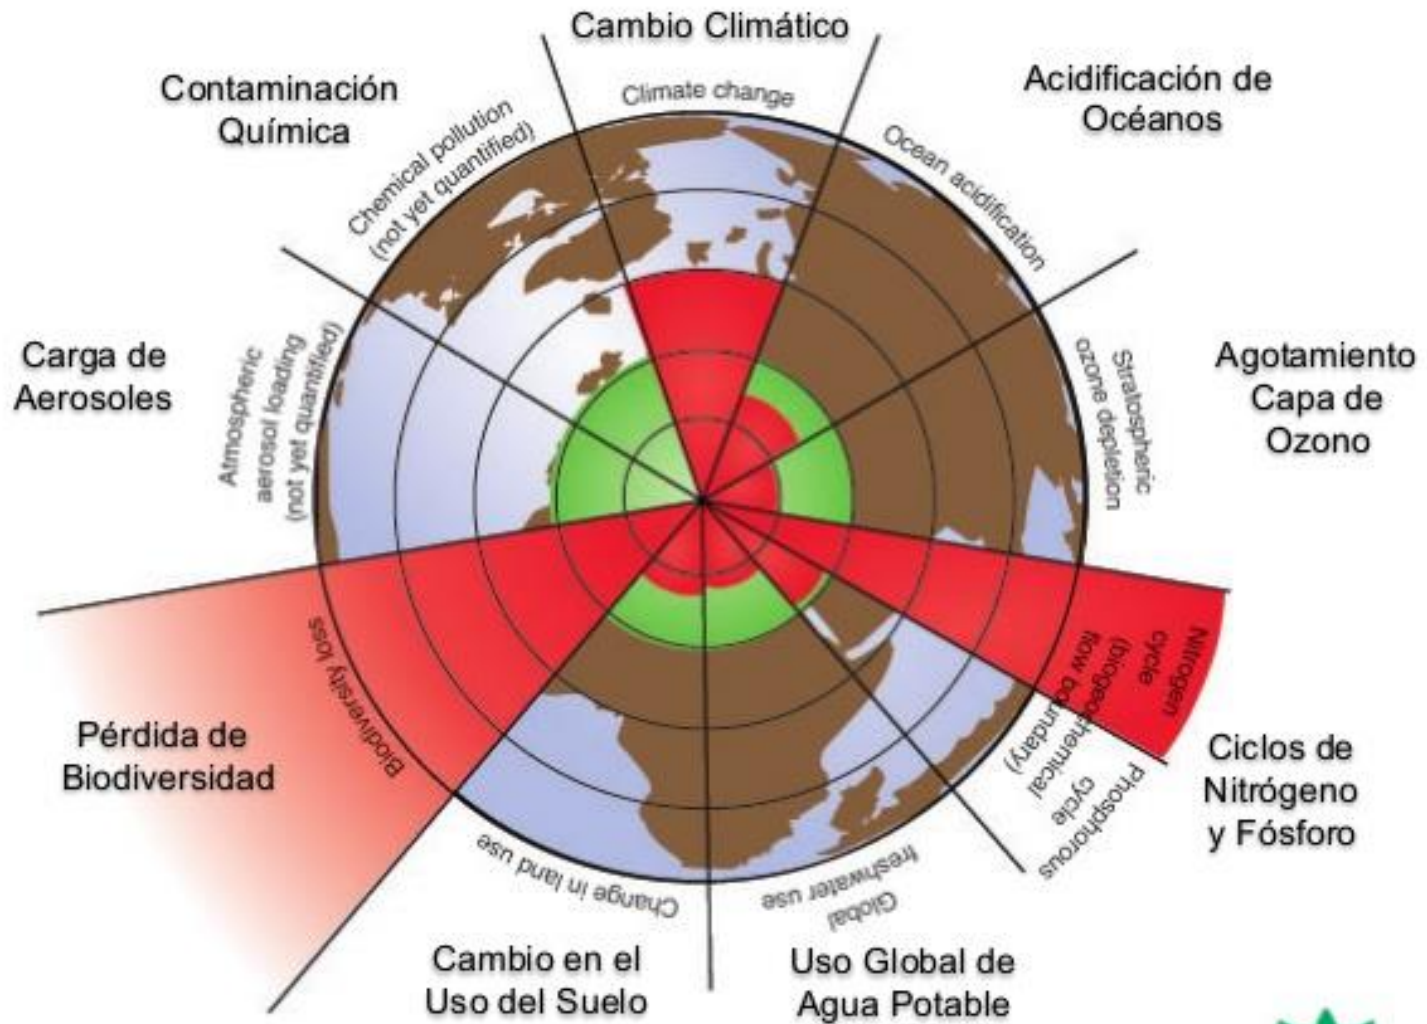 Cambio Climático
Climate change
Acidificación de
Océanos
Ocean acidification
Agotamiento
Capa de
Ozono
Stratospheric
ozone depletion
Nitrogen
cycle
(biogeochemical
flow boundary)
Phosphorous
cycle
Ciclos de
Nitrógeno
y Fósforo
Global
freshwater use
Uso Global de
Agua Potable
Change in land use
Cambio en el
Uso del Suelo
Biodiversity loss
Pérdida de
Biodiversidad
Atmospheric
aerosol loading
(not yet quantified)
Carga de
Aerosoles
Chemical pollution
(not yet quantified)
Contaminación
Química